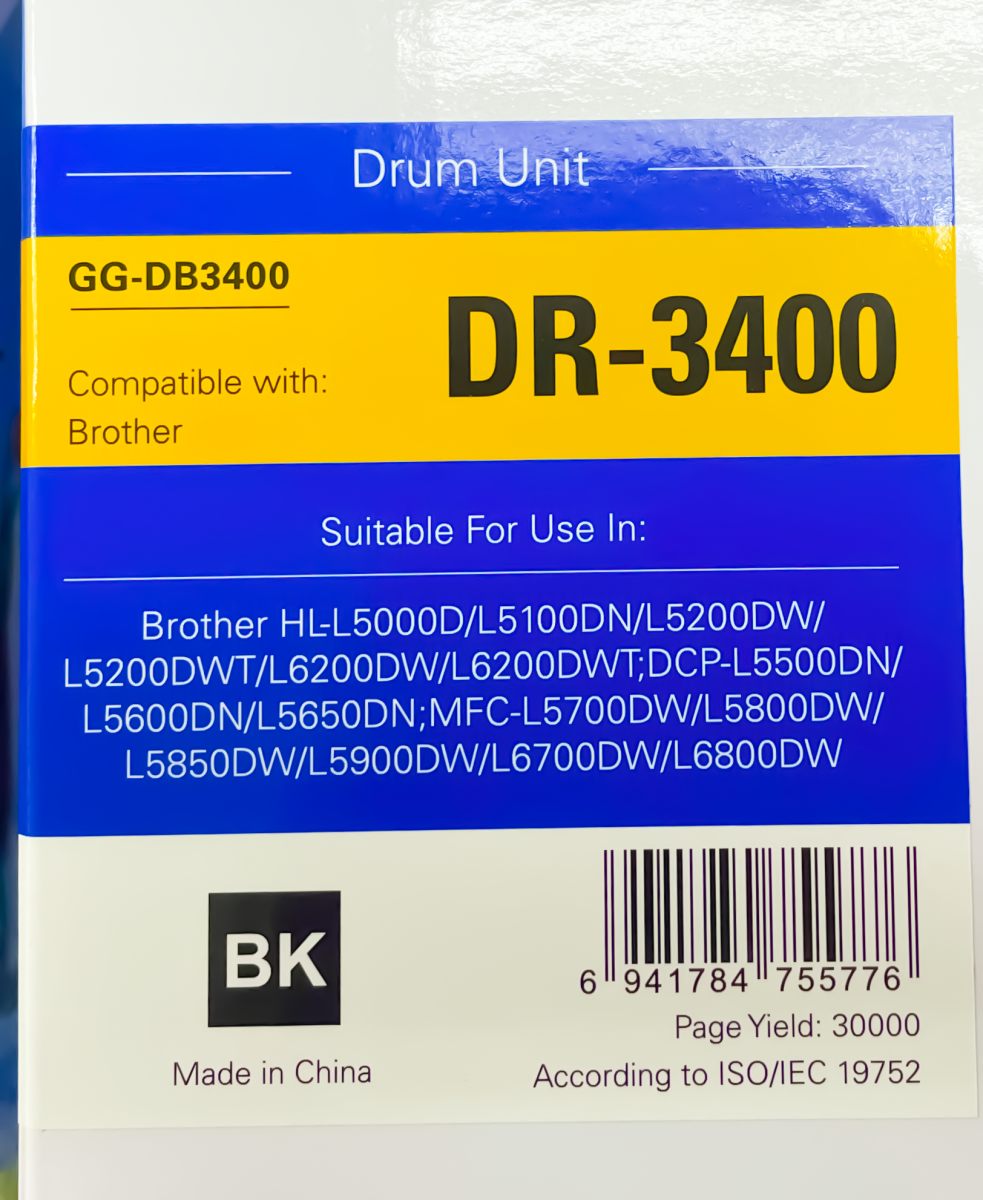 Drum Unit
GG-DB3400
DR-3400
Compatible with:
Brother
Suitable For Use In:
Brother HL-L5000D/L5100DN/L5200DW/
L5200DWT/L6200DW/L6200DWT;DCP-L5500DN/
L5600DN/L5650DN;MFC-L5700DW/L5800DW/
L5850DW/L5900DW/L6700DW/L6800DW
BK
Made in China
6 941784 755776
Page Yield: 30000
According to ISO/IEC 19752